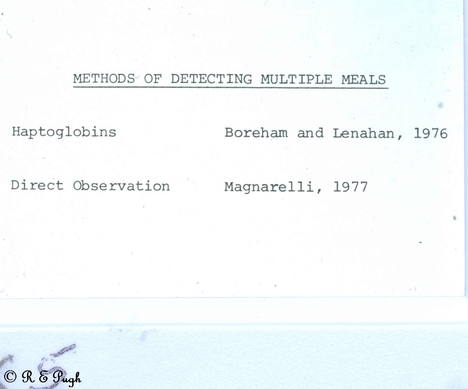 METHODS OF DETECTING MULTIPLE MEALS
Haptoglobins Boreham and Lenahan, 1976
Direct Observation Magnarelli, 1977
© R E Pugh